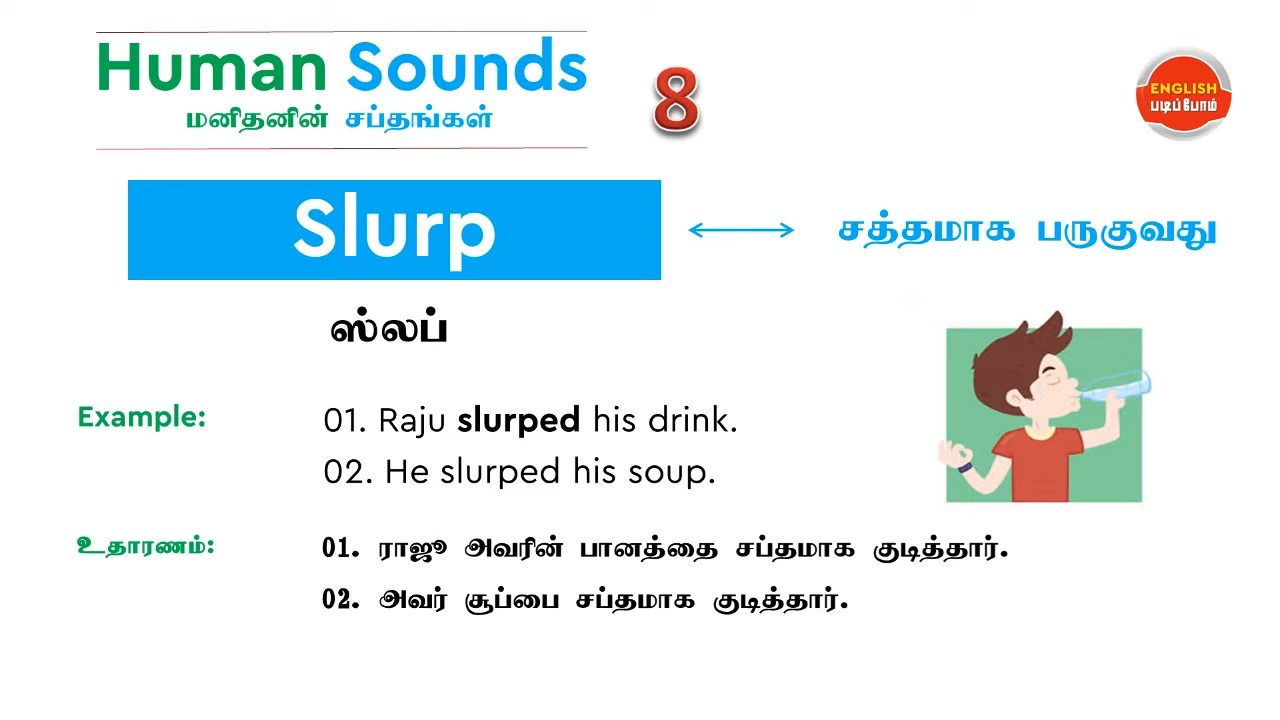 Human Sounds
மனிதனின் சப்தங்கள்
8
ENGLISH
படிப்போம்
Slurp
சத்தமாக பருகுவது
ஸ்லப்
Example:
01. Raju slurped his drink.
02. He slurped his soup.
உதாரணம்:
01. ராஜூ அவரின் பானத்தை சப்தமாக குடித்தார்.
02. அவர் சூப்பை சப்தமாக குடித்தார்.